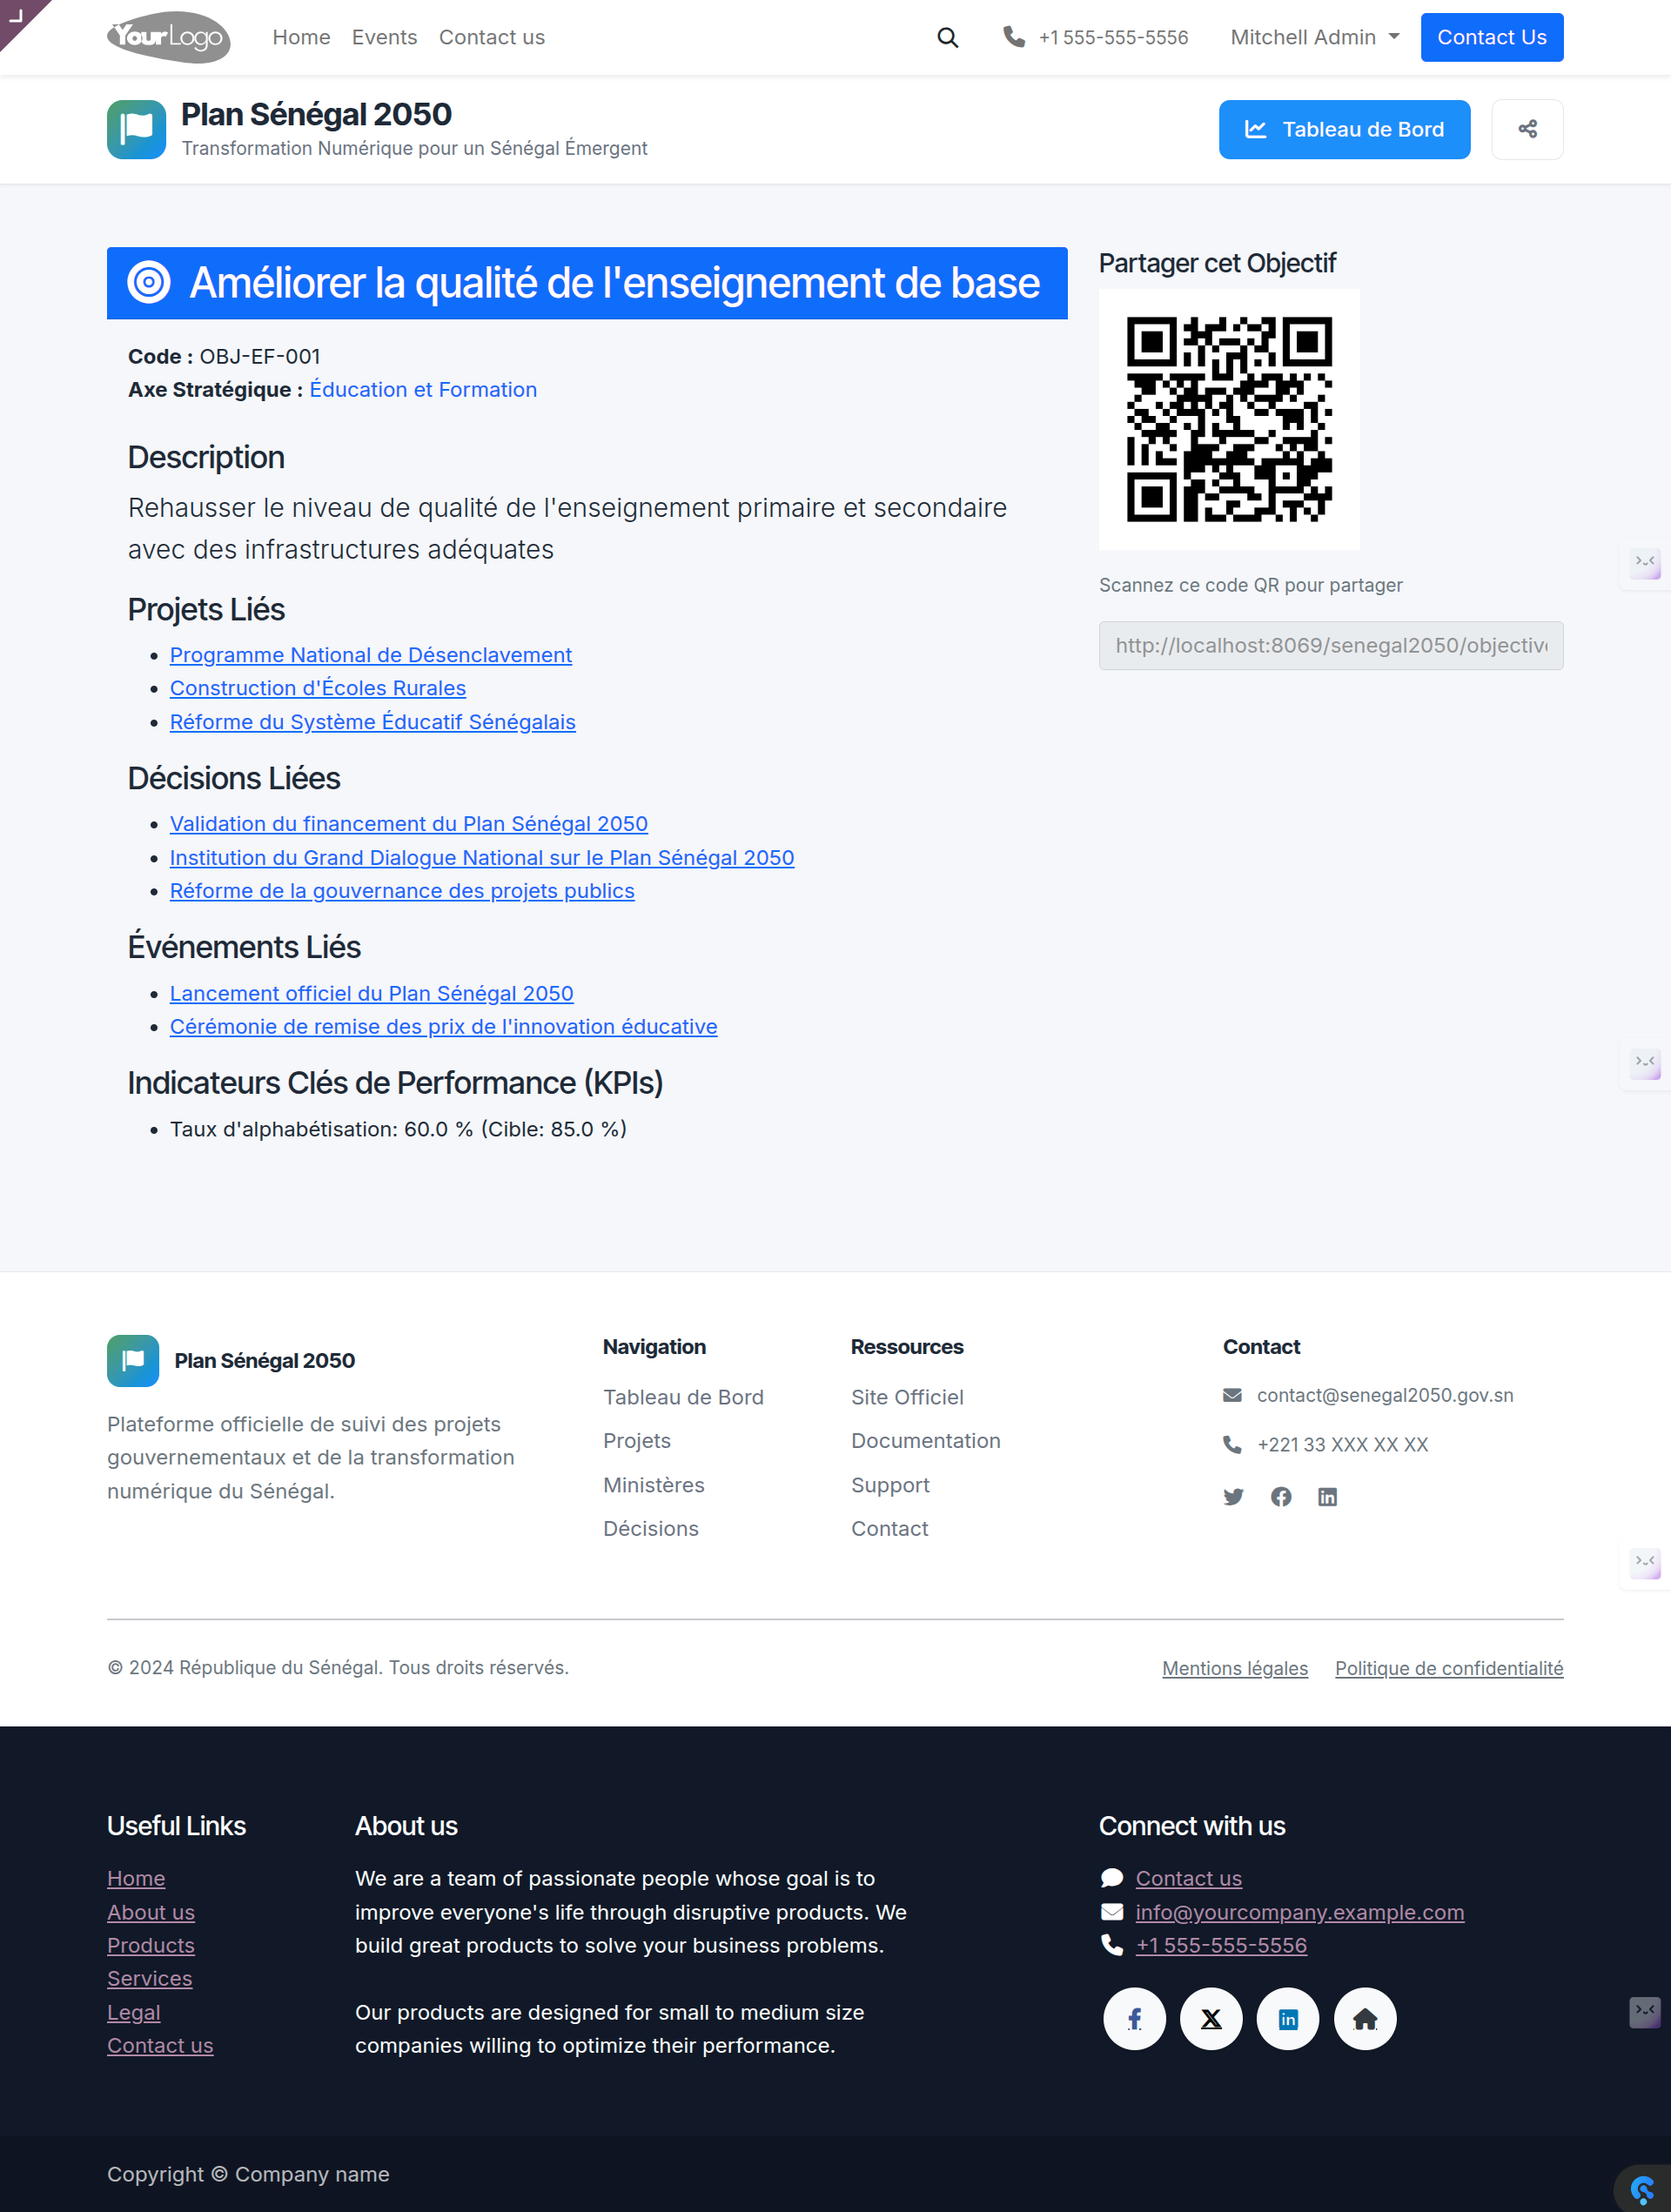 YourLogo
Home
Events
Contact us
+1 555-555-5556
Mitchell Admin
Contact Us
Plan Sénégal 2050
Transformation Numérique pour un Sénégal Émergent
Tableau de Bord
Améliorer la qualité de l'enseignement de base
Code : OBJ-EF-001
Axe Stratégique : Éducation et Formation
Description
Rehausser le niveau de qualité de l'enseignement primaire et secondaire
avec des infrastructures adéquates
Projets Liés
Programme National de Désenclavement
Construction d'Écoles Rurales
Réforme du Système Éducatif Sénégalais
Décisions Liées
Validation du financement du Plan Sénégal 2050
Institution du Grand Dialogue National sur le Plan Sénégal 2050
Réforme de la gouvernance des projets publics
Événements Liés
Lancement officiel du Plan Sénégal 2050
Cérémonie de remise des prix de l'innovation éducative
Indicateurs Clés de Performance (KPIs)
Taux d'alphabétisation: 60.0 % (Cible: 85.0 %)
Partager cet Objectif
Scannez ce code QR pour partager
http://localhost:8069/senegal2050/objective
Plan Sénégal 2050
Plateforme officielle de suivi des projets
gouvernementaux et de la transformation
numérique du Sénégal.
Navigation
Tableau de Bord
Projets
Ministères
Décisions
Ressources
Site Officiel
Documentation
Support
Contact
Contact
contact@senegal2050.gov.sn
+221 33 XXX XX XX
© 2024 République du Sénégal. Tous droits réservés.
Mentions légales
Politique de confidentialité
Useful Links
Home
About us
Products
Services
Legal
Contact us
About us
We are a team of passionate people whose goal is to
improve everyone's life through disruptive products. We
build great products to solve your business problems.
Our products are designed for small to medium size
companies willing to optimize their performance.
Connect with us
Contact us
info@yourcompany.example.com
+1 555-555-5556
Copyright © Company name